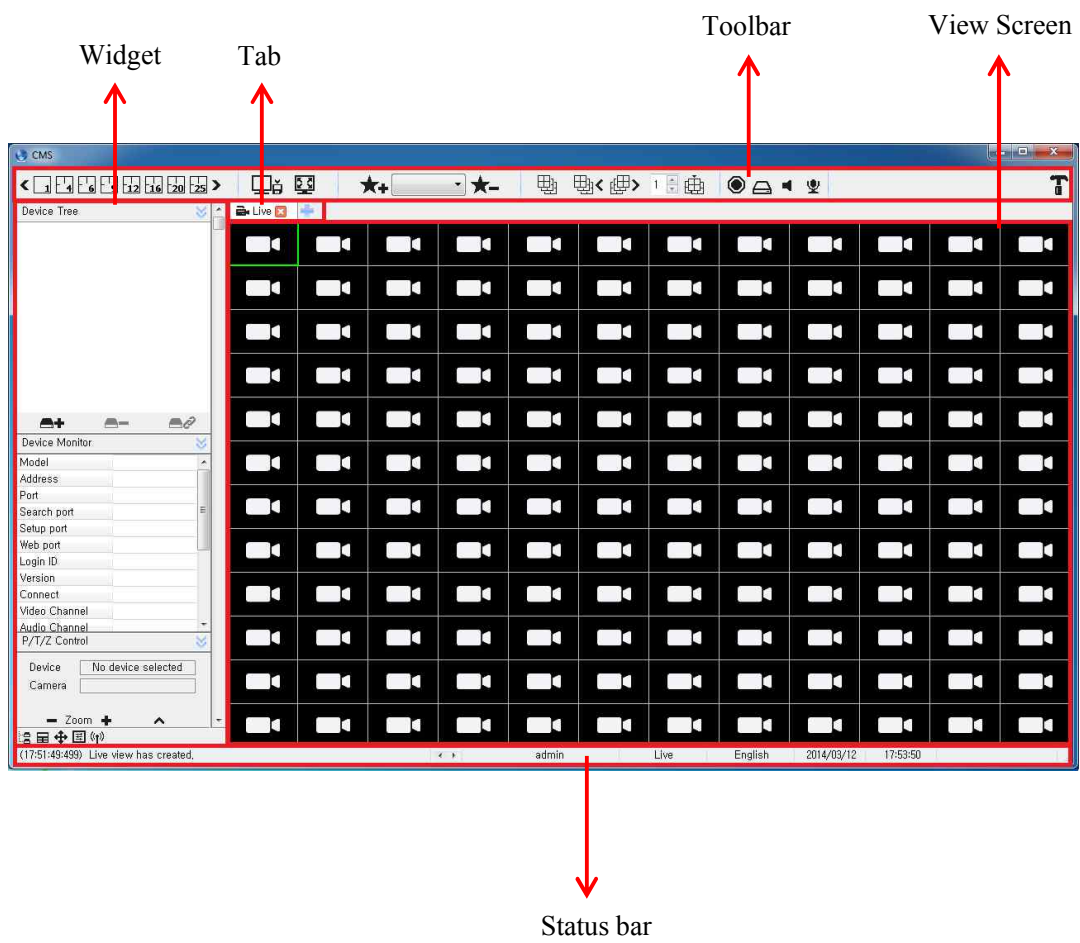 Toolbar
View Screen
Widget
Tab
CMS
1 4 6 9 12 16 20 25
1
Device Tree
Live
Device Monitor
Model
Address
Port
Search port
Setup port
Web port
Login ID
Version
Connect
Video Channel
Audio Channel
P/T/Z Control
Device No device selected
Camera
Zoom
(17:51:49:499) Live view has created,
admin
Live
English
2014/03/12
17:53:50
Status bar